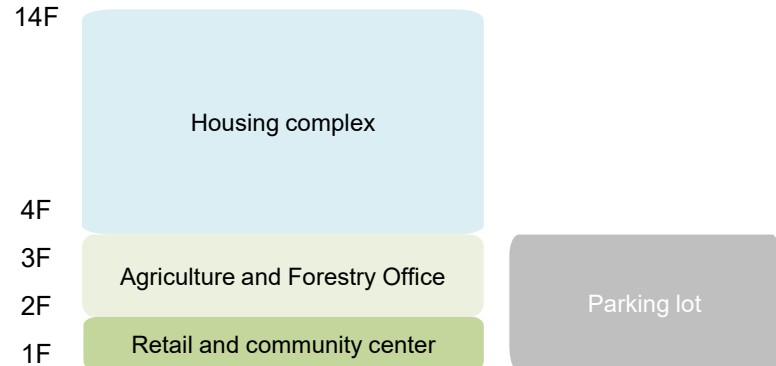 14F
Housing complex
4F
3F
Agriculture and Forestry Office
2F
Parking lot
1F
Retail and community center